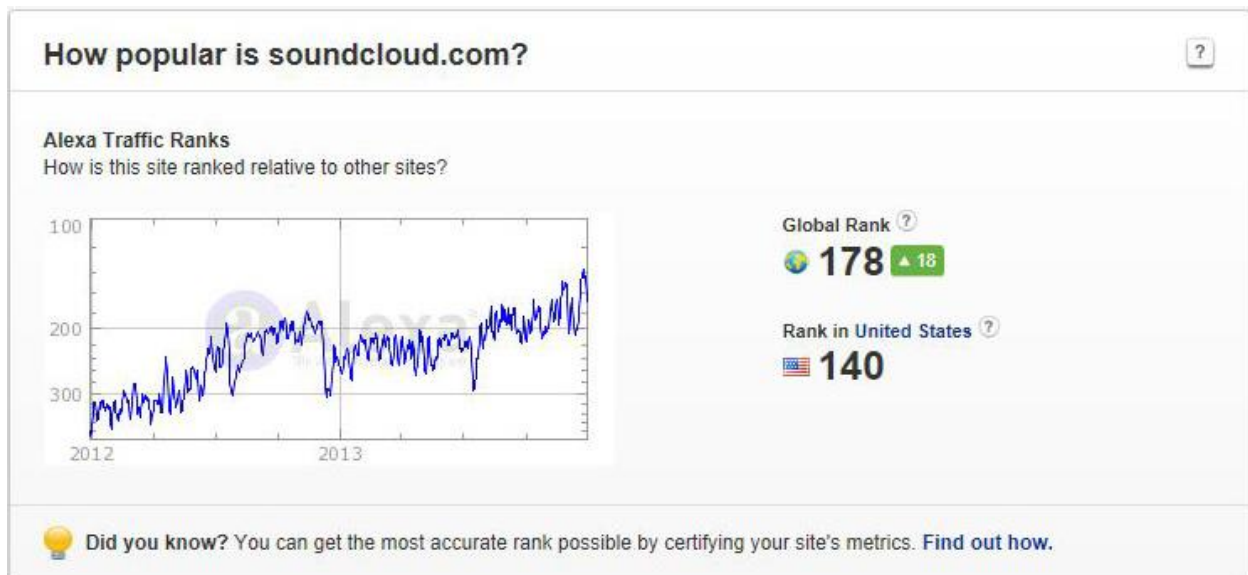 How popular is soundcloud.com?
?
Alexa Traffic Ranks
How is this site ranked relative to other sites?
100
200
300
2012
2013
Alexa
Global Rank ?
178 ▲ 18
Rank in United States ?
140
Did you know? You can get the most accurate rank possible by certifying your site's metrics. Find out how.